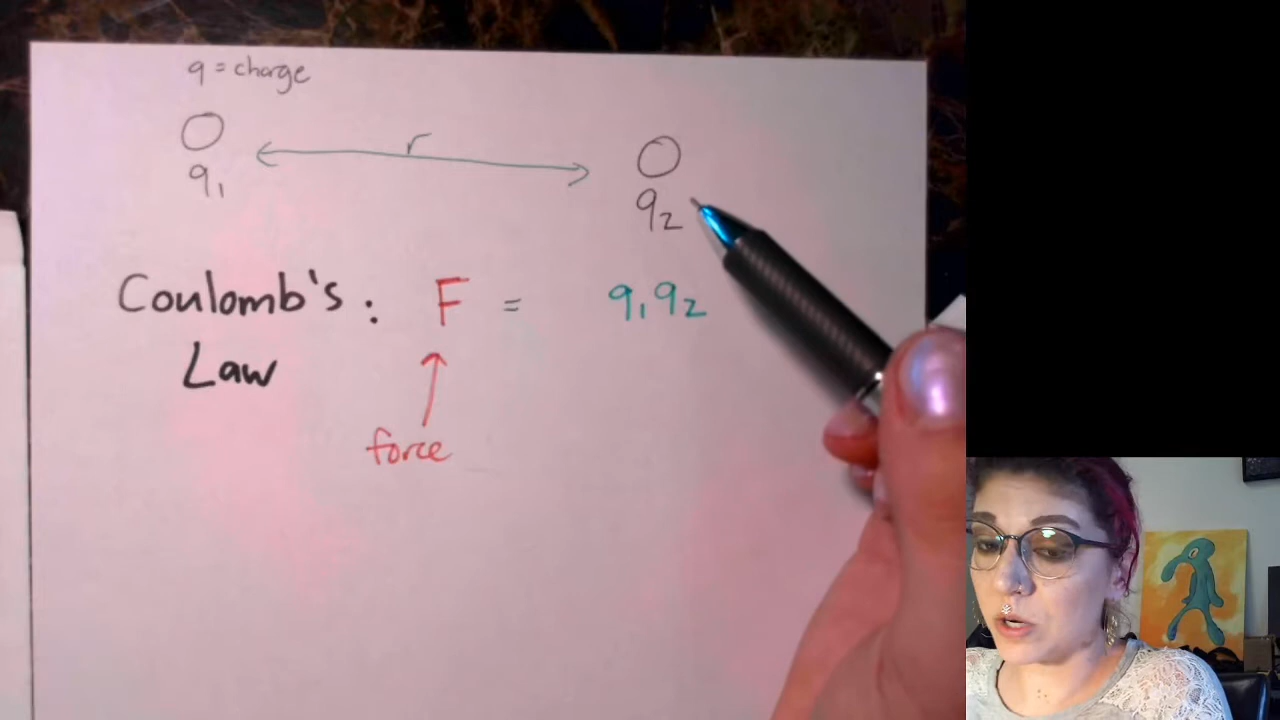 q = charge
r
q₁
q₂
Coulomb's : F = q₁q₂
Law
force